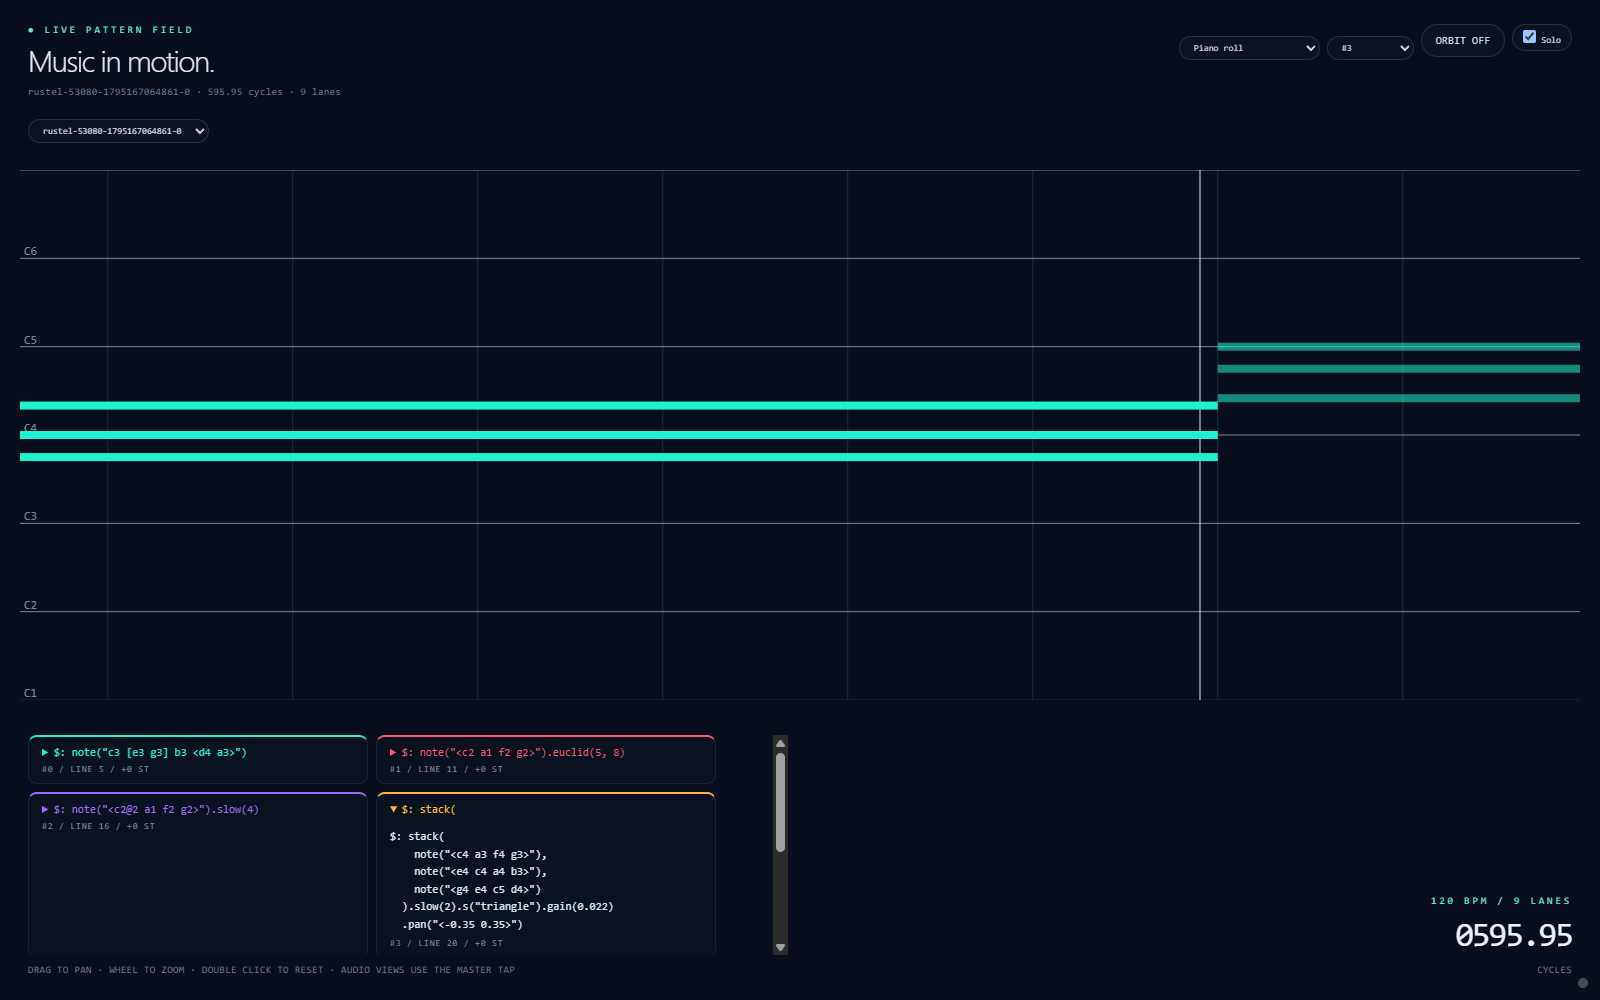 ● LIVE PATTERN FIELD
Music in motion.
rustel-53080-1795167064861-0 · 595.95 cycles · 9 lanes
Piano roll
#3
ORBIT OFF
Solo
rustel-53080-1795167064861-0
C6
C5
C4
C3
C2
C1
▶ $: note("c3 [e3 g3] b3 <d4 a3>")
#0 / LINE 5 / +0 ST
▶ $: note("<c2 a1 f2 g2>").euclid(5, 8)
#1 / LINE 11 / +0 ST
▶ $: note("<c2@2 a1 f2 g2>").slow(4)
#2 / LINE 16 / +0 ST
▼ $: stack(
$: stack(
note("<c4 a3 f4 g3>"),
note("<e4 c4 a4 b3>"),
note("<g4 e4 c5 d4>")
).slow(2).s("triangle").gain(0.022)
.pan("<-0.35 0.35>")
#3 / LINE 20 / +0 ST
120 BPM / 9 LANES
0595.95
CYCLES
DRAG TO PAN · WHEEL TO ZOOM · DOUBLE CLICK TO RESET · AUDIO VIEWS USE THE MASTER TAP